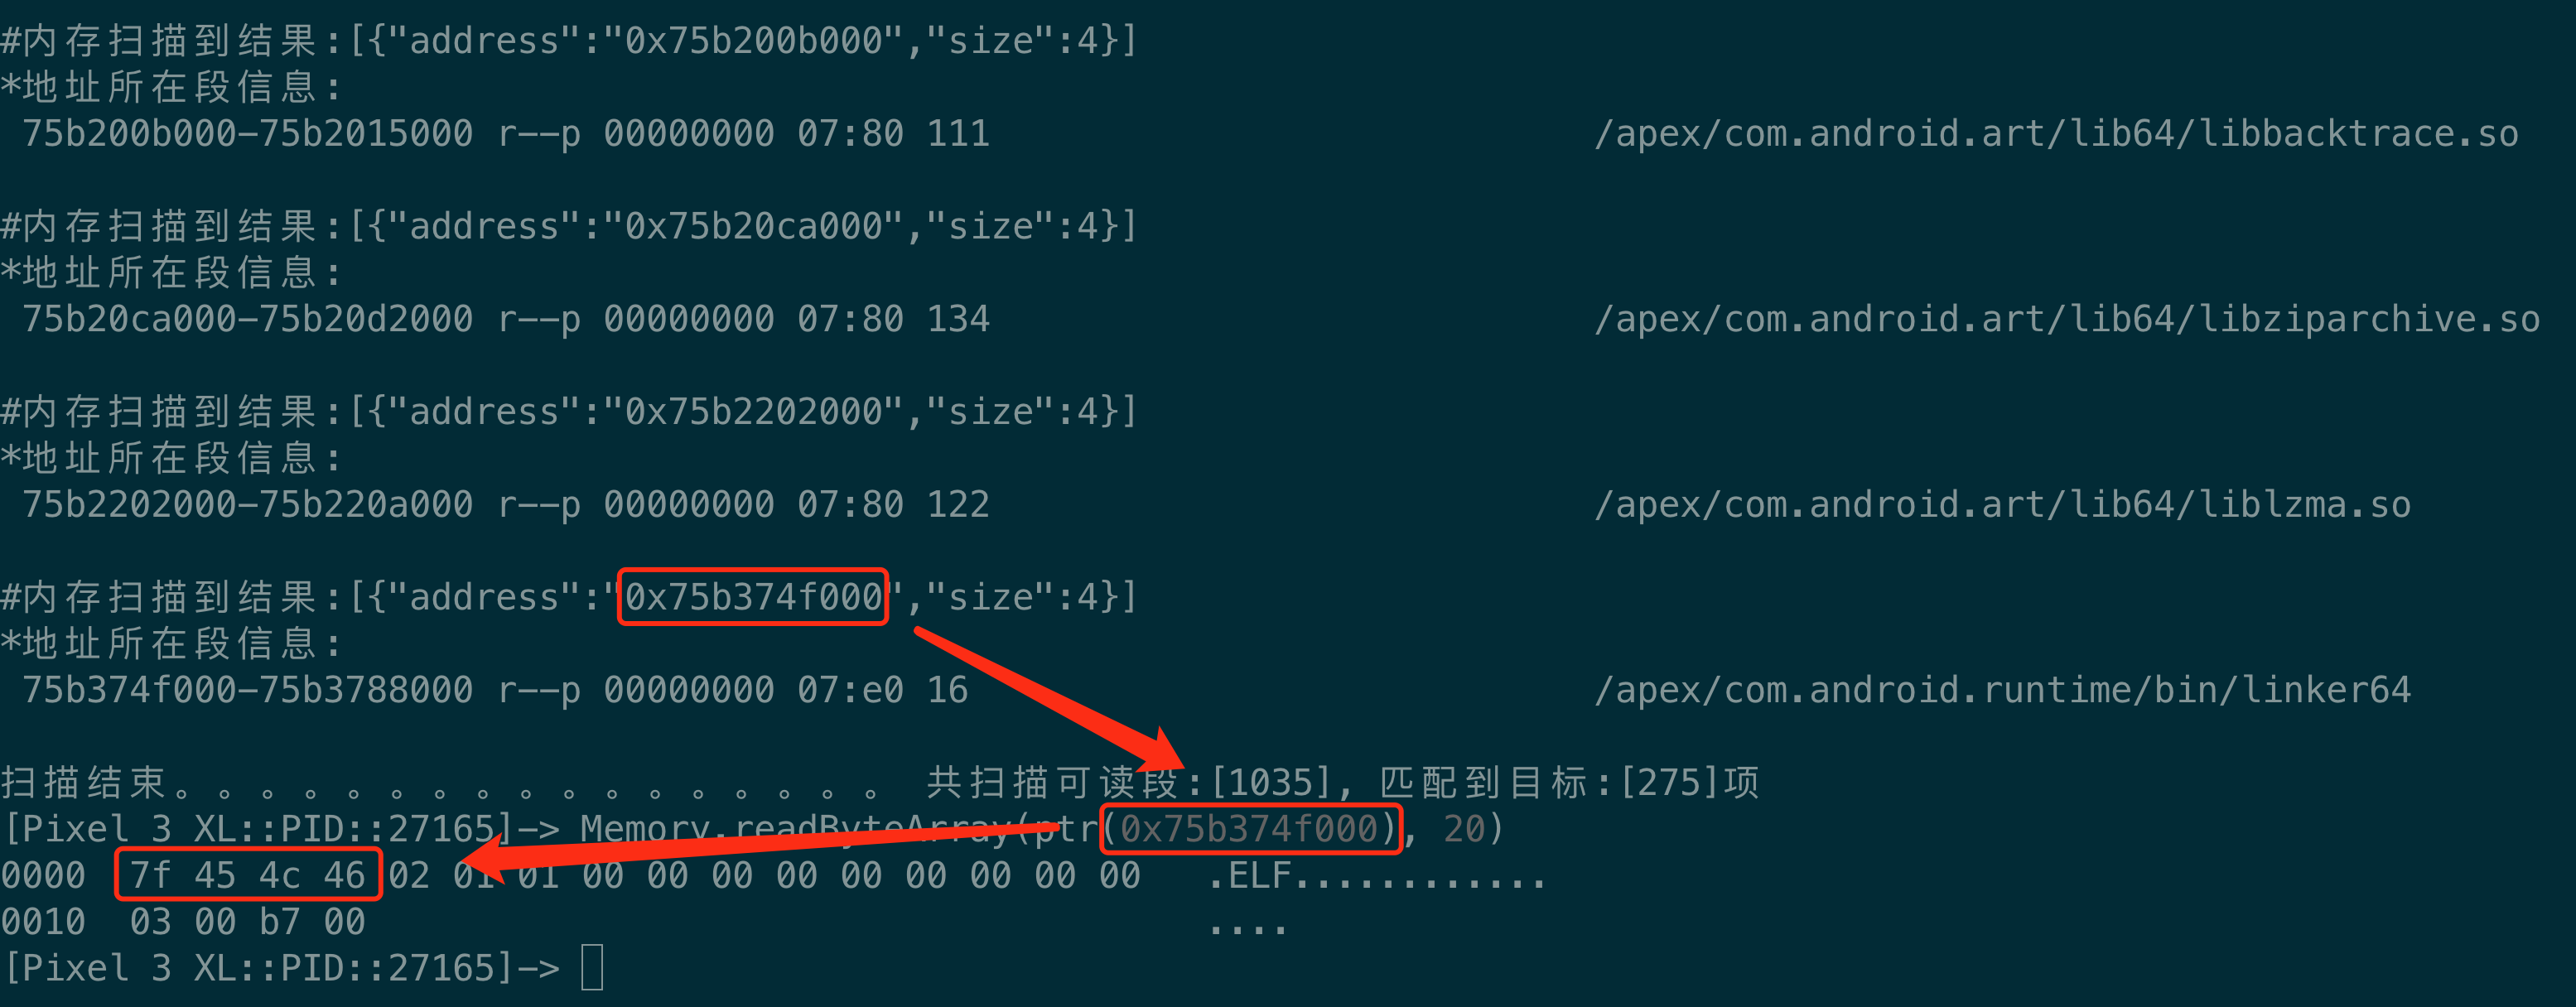 #内存扫描到结果:[{"address":"0x75b200b000","size":4}]
*地址所在段信息:
75b200b000-75b2015000 r--p 00000000 07:80 111 /apex/com.android.art/lib64/libbacktrace.so
#内存扫描到结果:[{"address":"0x75b20ca000","size":4}]
*地址所在段信息:
75b20ca000-75b20d2000 r--p 00000000 07:80 134 /apex/com.android.art/lib64/libziparchive.so
#内存扫描到结果:[{"address":"0x75b2202000","size":4}]
*地址所在段信息:
75b2202000-75b220a000 r--p 00000000 07:80 122 /apex/com.android.art/lib64/liblzma.so
#内存扫描到结果:[{"address":"0x75b374f000","size":4}]
*地址所在段信息:
75b374f000-75b3788000 r--p 00000000 07:e0 16 /apex/com.android.runtime/bin/linker64
扫描结束。。。。。。。。。。。。。。。。。 共扫描可读段:[1035], 匹配到目标:[275]项
[Pixel 3 XL::PID::27165]-> Memory.readByteArray(ptr(0x75b374f000), 20)
0000 7f 45 4c 46 02 01 01 00 00 00 00 00 00 00 00 00 .ELF............
0010 03 00 b7 00 ....
[Pixel 3 XL::PID::27165]->